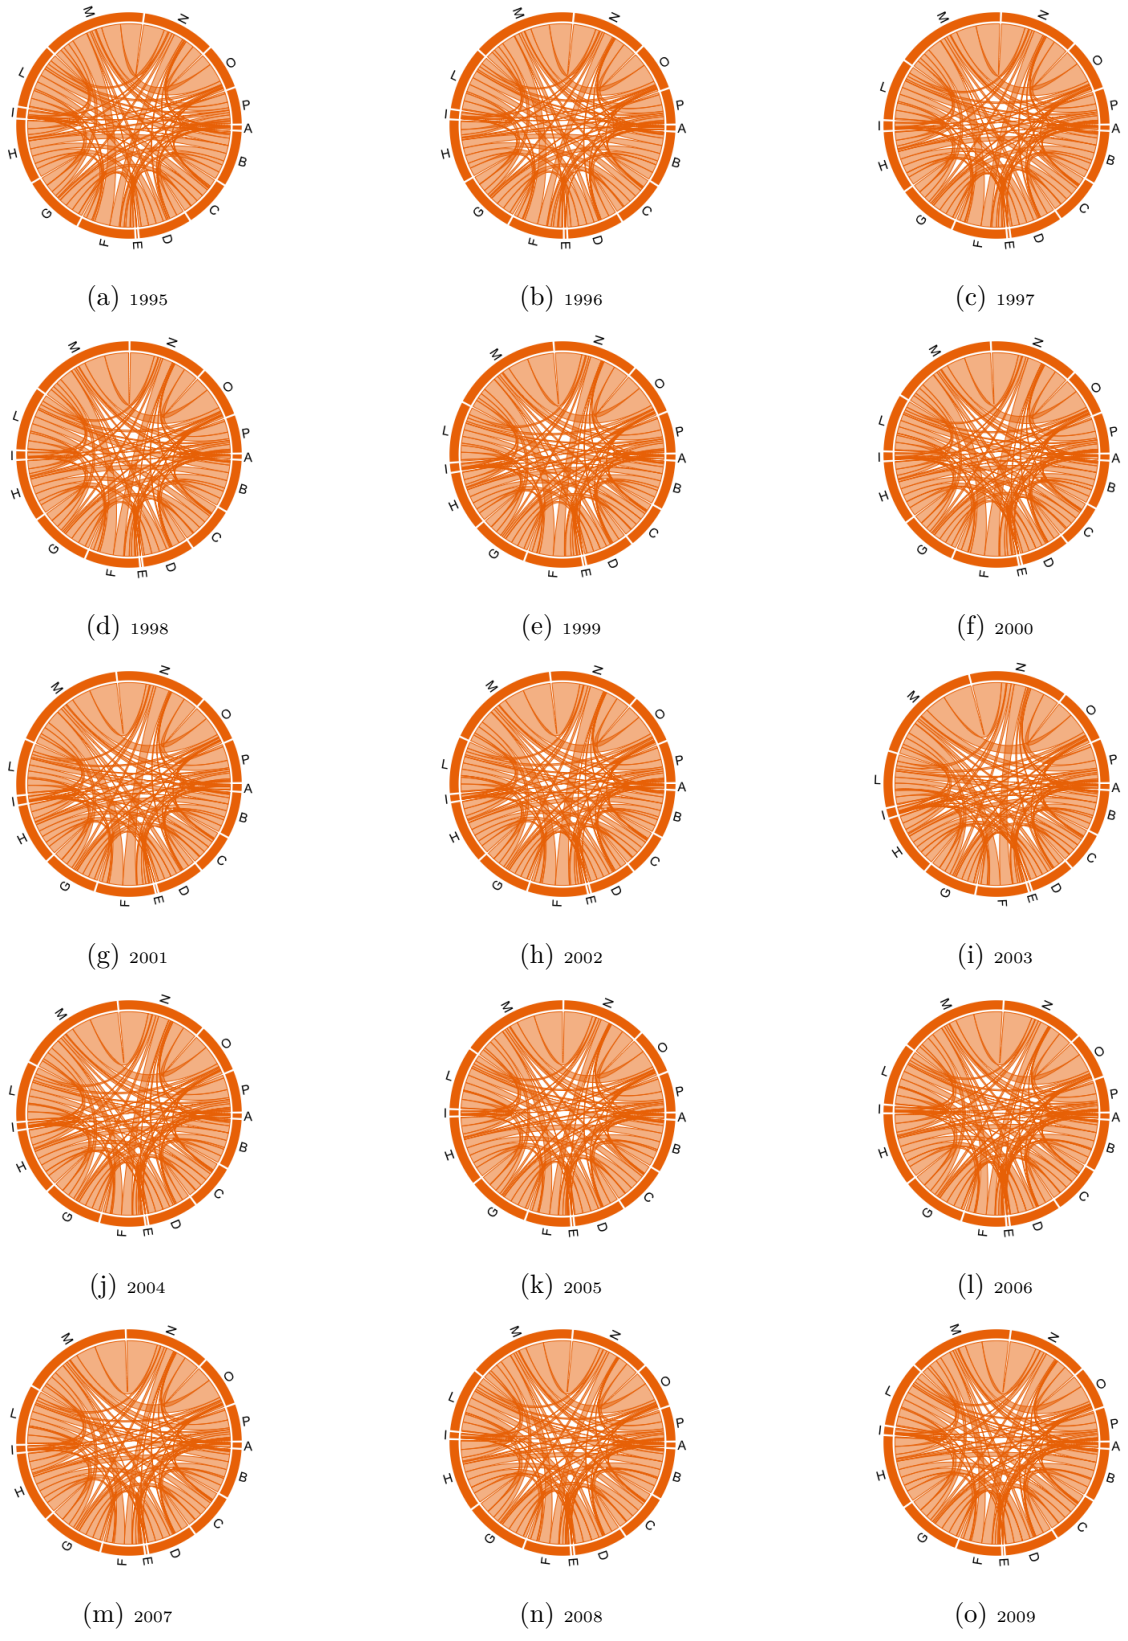 M N O P A B C D E F G H I L
M N O P A B C D E F G H I L
M N O P A B C D E F G H I L
(a) 1995
(b) 1996
(c) 1997
M N O P A B C D E F G H I L
M N O P A B C D E F G H I L
M N O P A B C D E F G H I L
(d) 1998
(e) 1999
(f) 2000
M N O P A B C D E F G H I L
M N O P A B C D E F G H I L
M N O P A B C D E F G H I L
(g) 2001
(h) 2002
(i) 2003
M N O P A B C D E F G H I L
M N O P A B C D E F G H I L
M N O P A B C D E F G H I L
(j) 2004
(k) 2005
(l) 2006
M N O P A B C D E F G H I L
M N O P A B C D E F G H I L
M N O P A B C D E F G H I L
(m) 2007
(n) 2008
(o) 2009